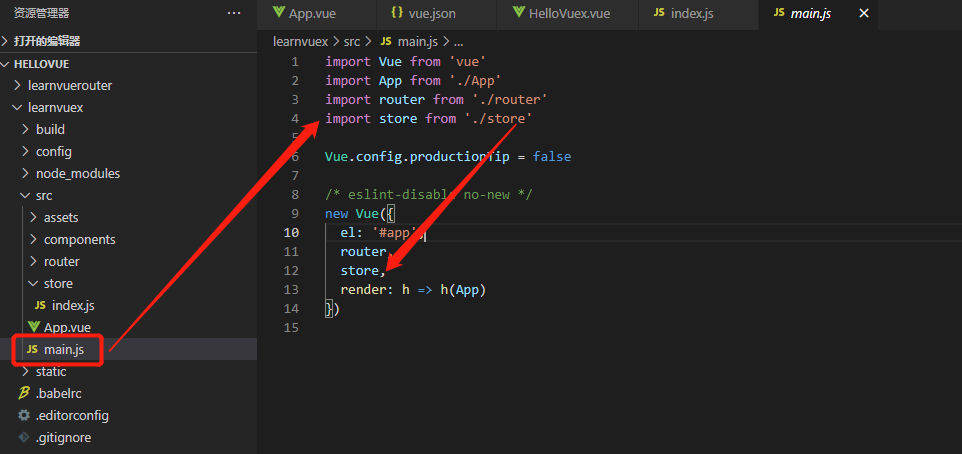 资源管理器 ...
打开的编辑器
HELLOVUE
learnvuerouter
learnvuex
build
config
node_modules
src
assets
components
router
store
JS index.js
App.vue
JS main.js
static
.babelrc
.editorconfig
.gitignore
App.vue {} vue.json HelloVuex.vue JS index.js JS main.js ×
learnvuex > src > JS main.js > ...
1 import Vue from 'vue'
2 import App from './App'
3 import router from './router'
4 import store from './store'
5
6 Vue.config.productionTip = false
7
8 /* eslint-disable no-new */
9 new Vue({
10 el: '#app',
11 router,
12 store,
13 render: h => h(App)
14 })
15